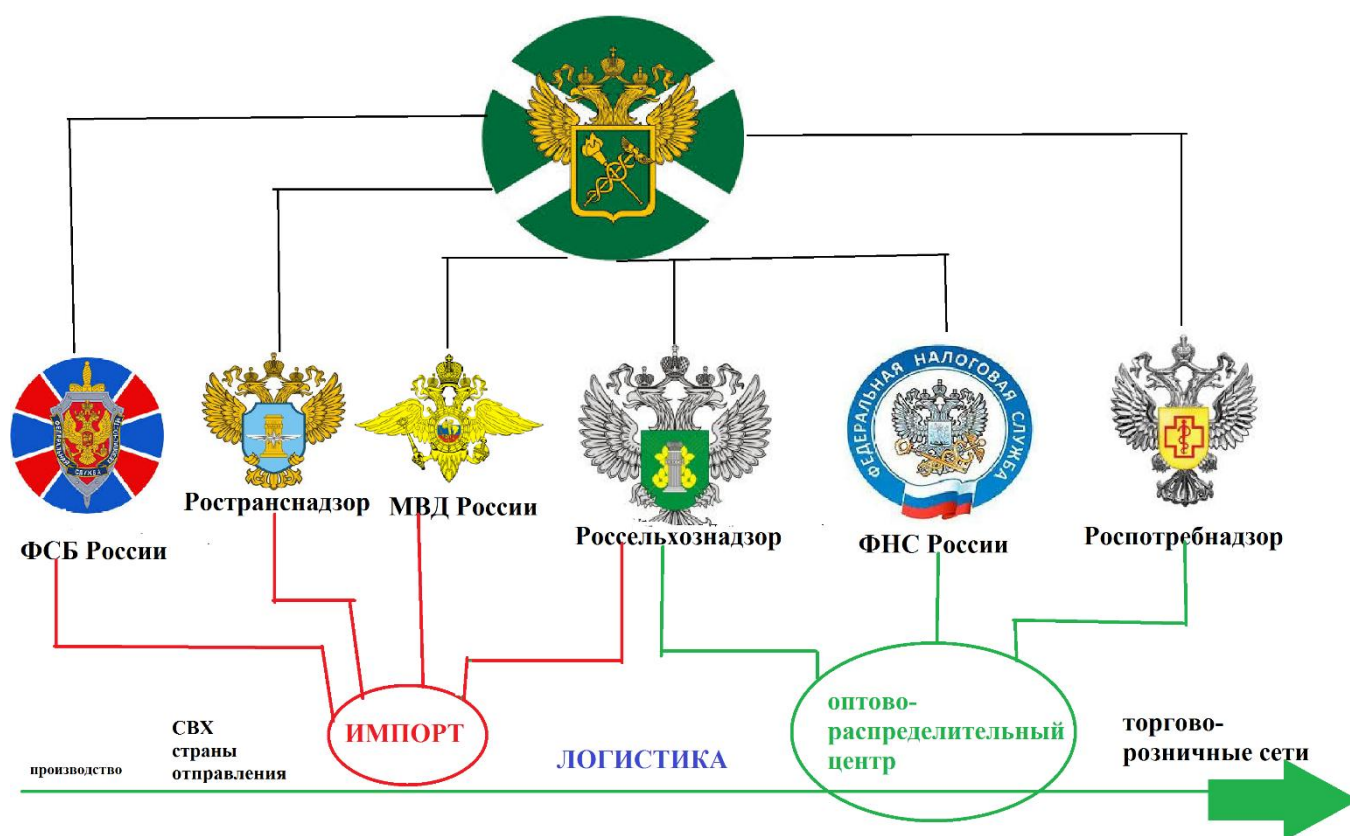 ФЕДЕРАЛЬНАЯ НАЛОГОВАЯ СЛУЖБА
Ространснадзор
МВД России
ФСБ России
Россельхознадзор
ФНС России
Роспотребнадзор
производство
СВХ
страны
отправления
ИМПОРТ
ЛОГИСТИКА
оптово-
распределительный
центр
торгово-
розничные сети